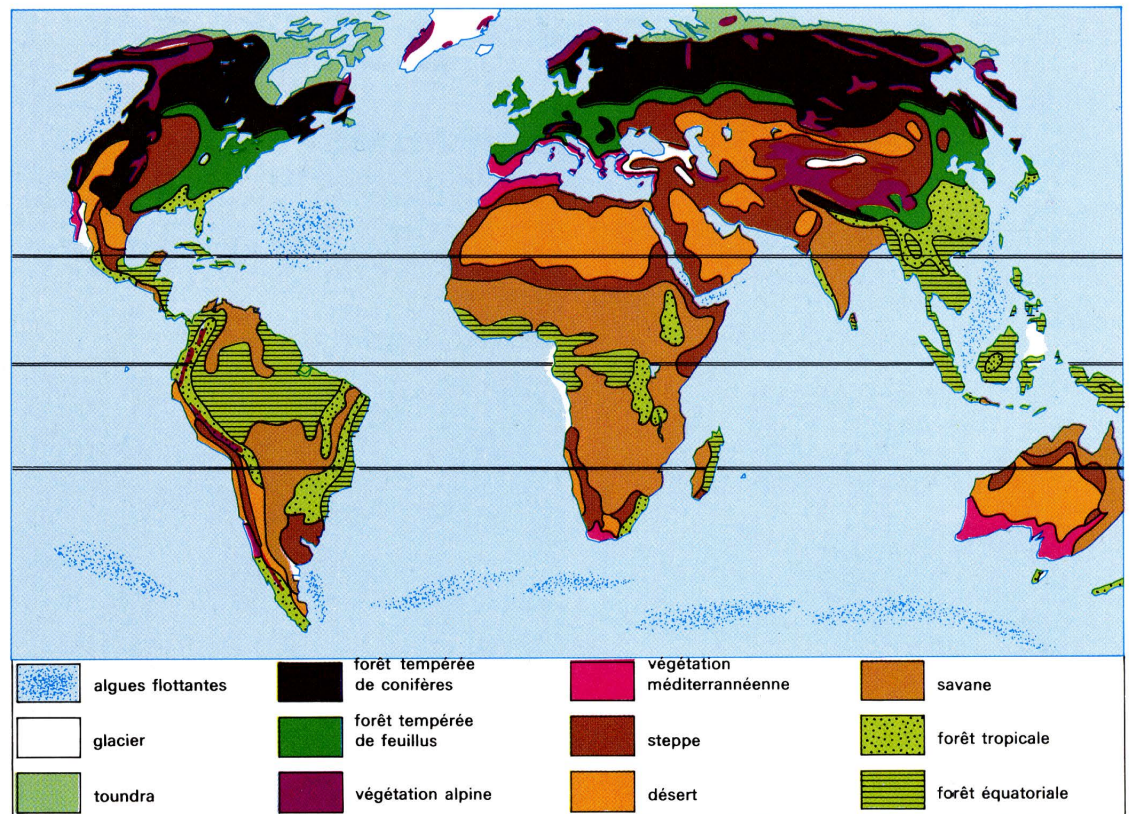 algues flottantes
glacier
toundra
forêt tempérée
de conifères
forêt tempérée
de feuillus
végétation alpine
végétation
méditerrannéenne
steppe
désert
savane
forêt tropicale
forêt équatoriale